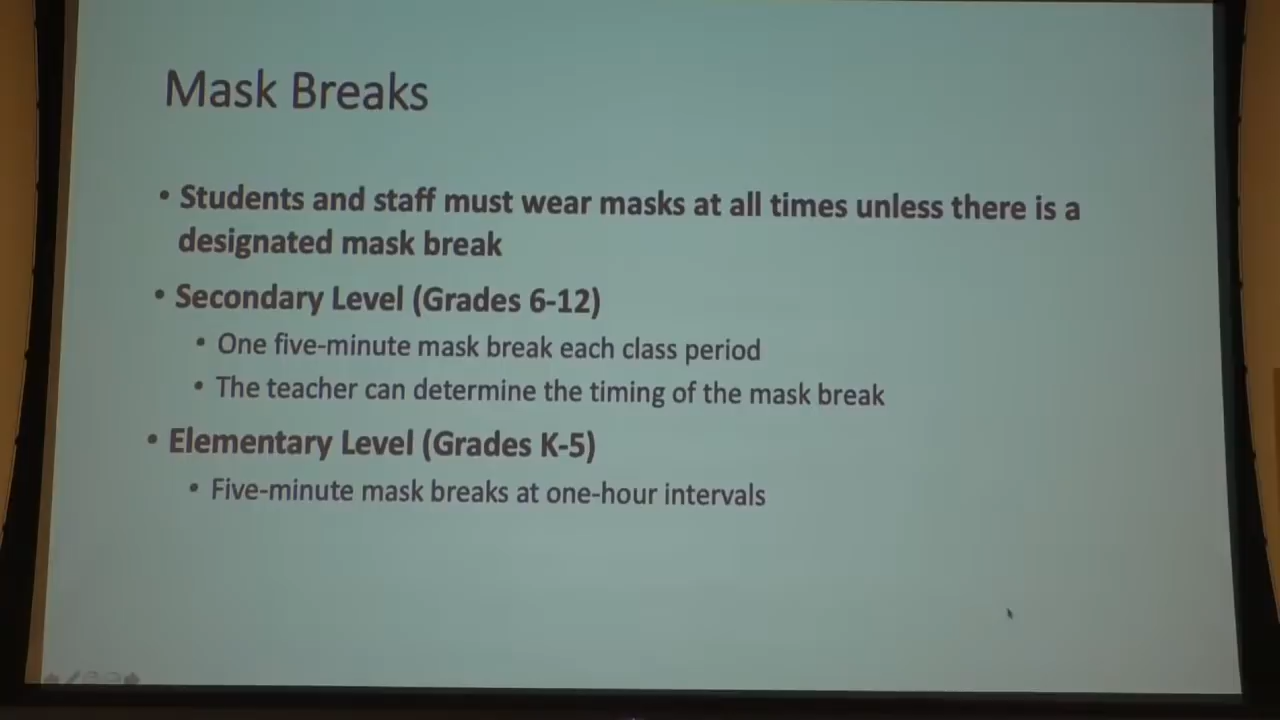 Mask Breaks
• Students and staff must wear masks at all times unless there is a
designated mask break
• Secondary Level (Grades 6-12)
• One five-minute mask break each class period
• The teacher can determine the timing of the mask break
• Elementary Level (Grades K-5)
• Five-minute mask breaks at one-hour intervals